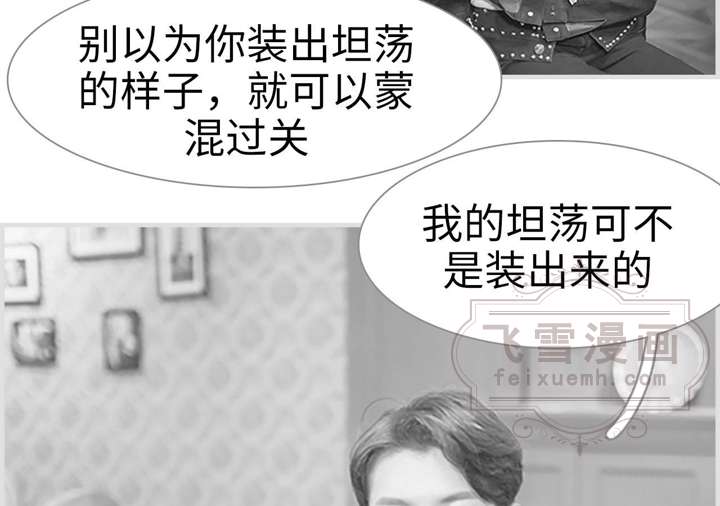 别以为你装出坦荡
的样子，就可以蒙
混过关
我的坦荡可不
是装出来的
飞雪漫画
feixuemh.com